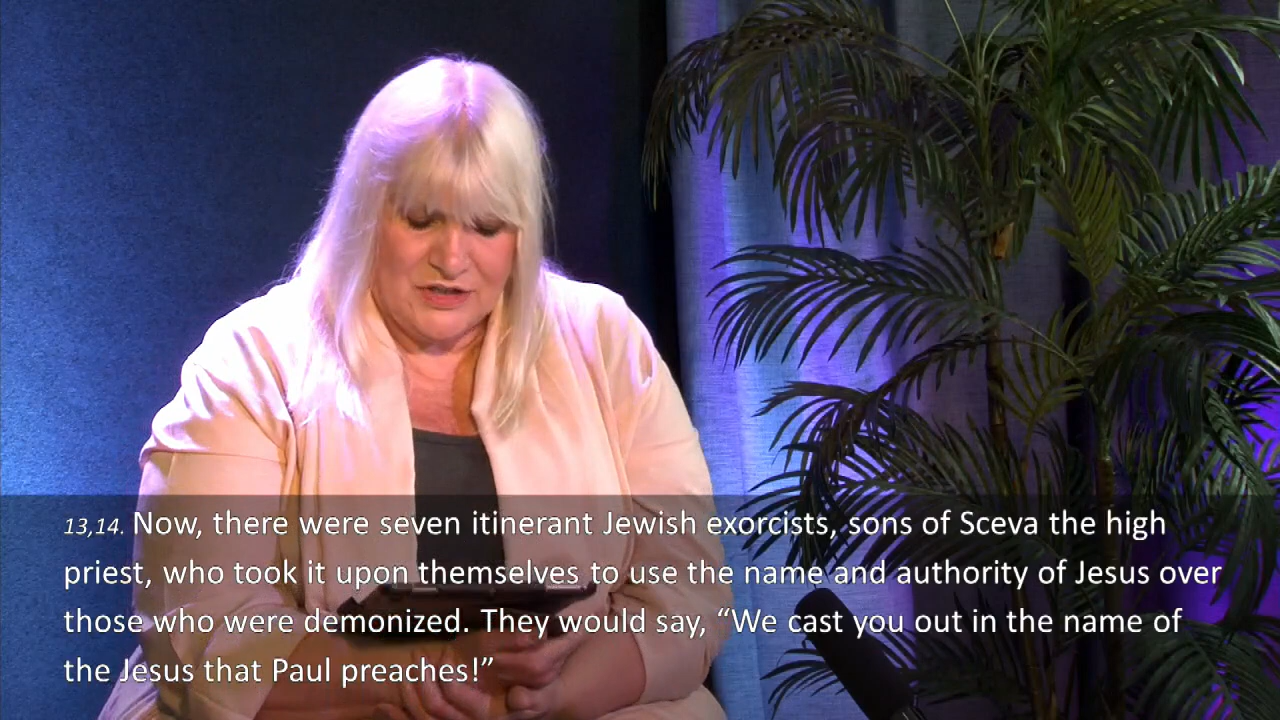 13,14. Now, there were seven itinerant Jewish exorcists, sons of Sceva the high
priest, who took it upon themselves to use the name and authority of Jesus over
those who were demonized. They would say, “We cast you out in the name of
the Jesus that Paul preaches!”